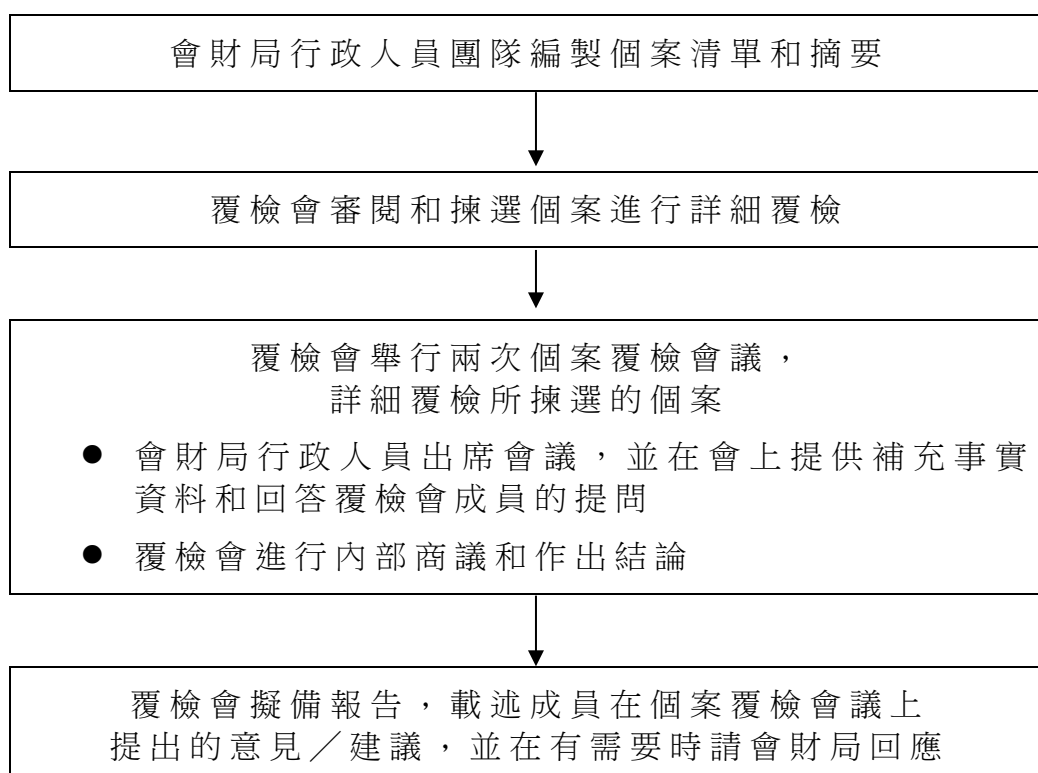 會財局行政人員團隊編製個案清單和摘要
覆檢會審閱和揀選個案進行詳細覆檢
覆檢會舉行兩次個案覆檢會議，
詳細覆檢所揀選的個案
● 會財局行政人員出席會議，並在會上提供補充事實
資料和回答覆檢會成員的提問
● 覆檢會進行內部商議和作出結論
覆檢會擬備報告，載述成員在個案覆檢會議上
提出的意見／建議，並在有需要時請會財局回應